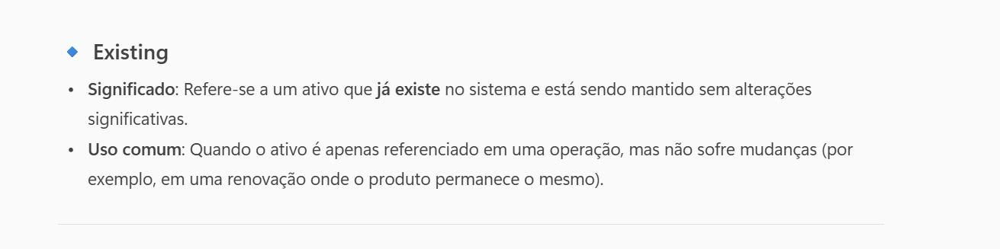 Existing
• Significado: Refere-se a um ativo que já existe no sistema e está sendo mantido sem alterações
significativas.
• Uso comum: Quando o ativo é apenas referenciado em uma operação, mas não sofre mudanças (por
exemplo, em uma renovação onde o produto permanece o mesmo).